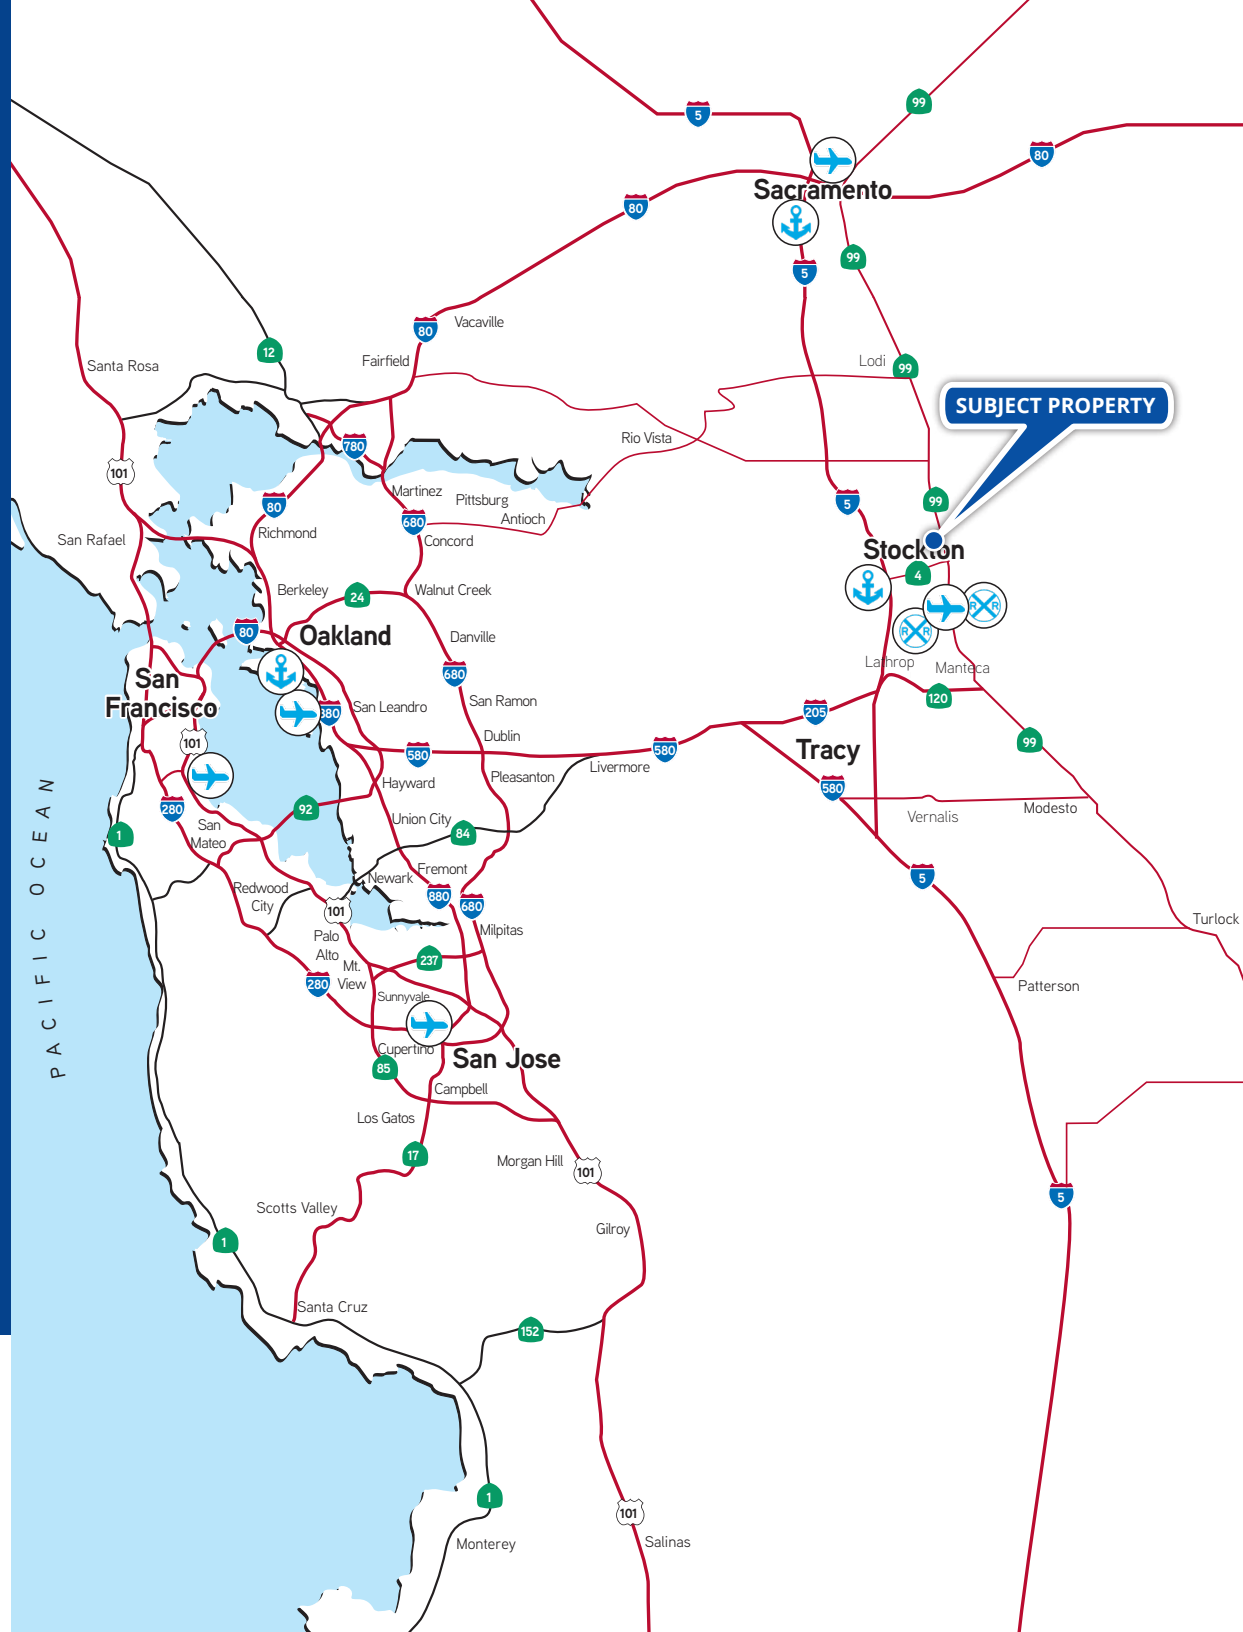 5
99
80
80
Sacramento
99
5
80
Vacaville
12
Santa Rosa
Fairfield
Lodi
99
SUBJECT PROPERTY
Rio Vista
780
101
Martinez
Pittsburg
Antioch
80
5
99
680
Richmond
Concord
San Rafael
Stockton
4
Berkeley
24
Walnut Creek
R R
R R
80
Oakland
Danville
Lathrop
Manteca
680
San
Francisco
120
San Ramon
880
San Leandro
205
Dublin
101
99
580
580
Tracy
Livermore
Pleasanton
Hayward
580
PACIFIC OCEAN
280
92
Union City
Vernalis
Modesto
1
San
Mateo
84
Fremont
Newark
5
Redwood
City
880
680
101
Turlock
Milpitas
Palo
Alto
237
Mt.
View
280
Sunnyvale
Patterson
Cupertino
San Jose
85
Campbell
Los Gatos
17
Morgan Hill
101
5
Scotts Valley
Gilroy
1
Santa Cruz
152
1
101
Monterey
Salinas